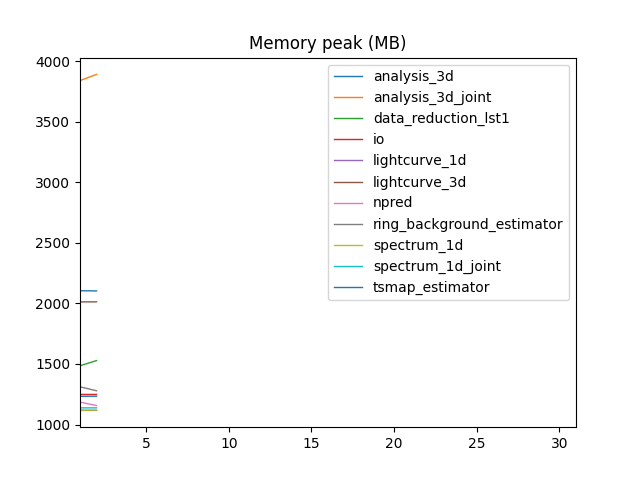 Memory peak (MB)
4000
3500
3000
2500
2000
1500
1000
analysis_3d
analysis_3d_joint
data_reduction_lst1
io
lightcurve_1d
lightcurve_3d
npred
ring_background_estimator
spectrum_1d
spectrum_1d_joint
tsmap_estimator
5 10 15 20 25 30